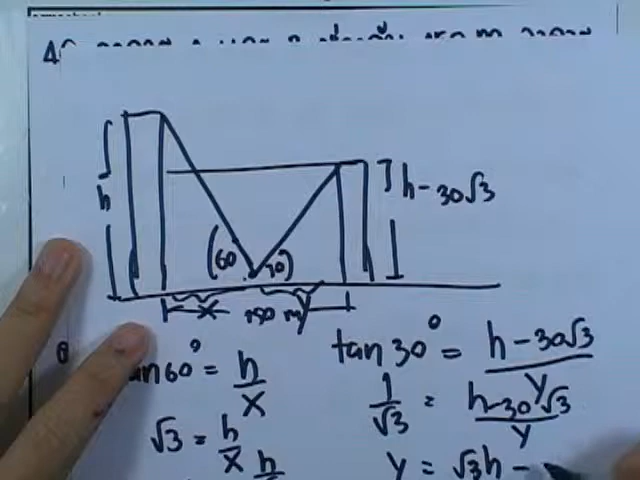 h
h - 30√3
(60
30)
x
150 m
y
tan 60° = h/x
tan 30° = h - 30√3/y
√3 = h/x
1/√3 = h - 30√3/y
y = √3h -